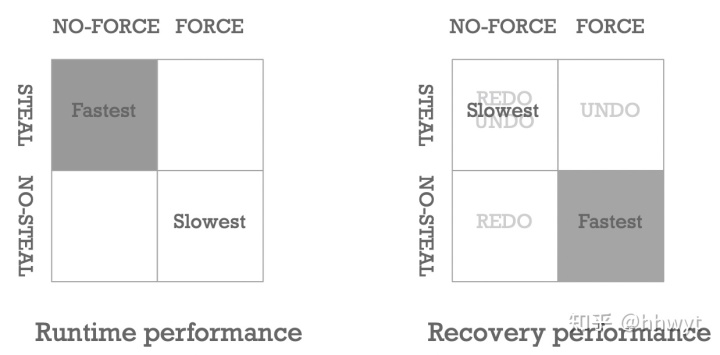 NO-FORCE FORCE
STEAL
Fastest
NO-STEAL
Slowest
Runtime performance
NO-FORCE FORCE
STEAL
REDO
Slowest
UNDO
UNDO
NO-STEAL
REDO
Fastest
Recovery performance
知乎 @hhwyt